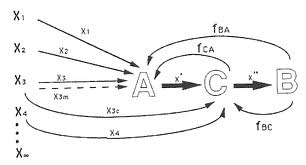 X₁
X₁
fBA
X₂
X₂
fCA
X₃
X₃
X₃m
A
x'
C
x''
B
X₄
X₃c
fBC
X₄
X∞